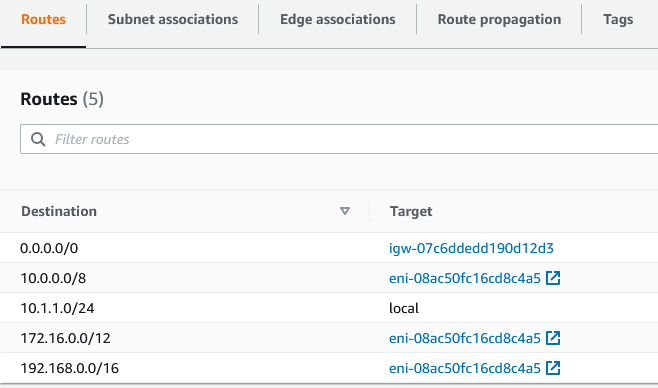 Routes Subnet associations Edge associations Route propagation Tags
Routes (5)
Filter routes
Destination Target
0.0.0.0/0 igw-07c6ddedd190d12d3
10.0.0.0/8 eni-08ac50fc16cd8c4a5
10.1.1.0/24 local
172.16.0.0/12 eni-08ac50fc16cd8c4a5
192.168.0.0/16 eni-08ac50fc16cd8c4a5